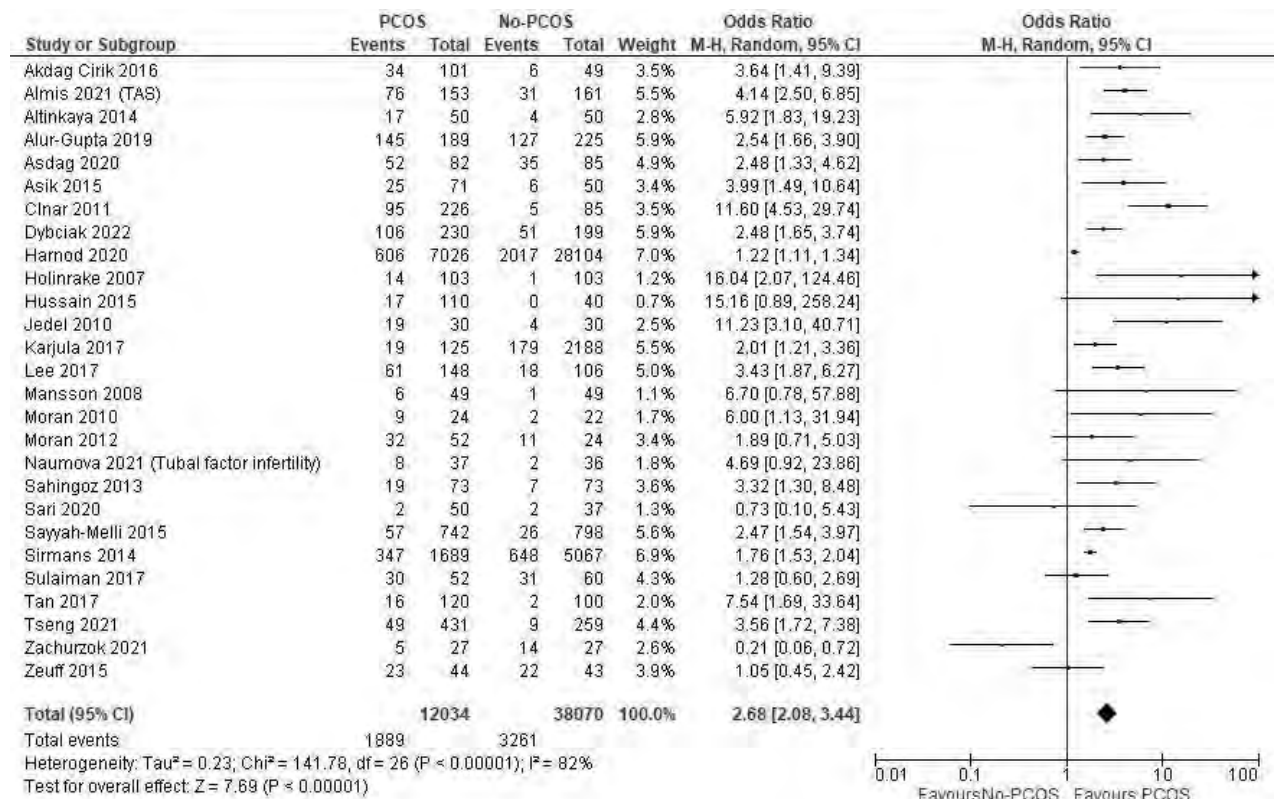 PCOS No-PCOS Odds Ratio Odds Ratio
Study or Subgroup Events Total Events Total Weight M-H, Random, 95% CI M-H, Random, 95% CI
Akdag Cirik 2016 34 101 6 49 3.5% 3.64 [1.41, 9.39]
Almis 2021 (TAS) 76 153 31 161 5.5% 4.14 [2.50, 6.85]
Altinkaya 2014 17 50 4 50 2.8% 5.92 [1.83, 19.23]
Alur-Gupta 2019 145 189 127 225 5.9% 2.54 [1.66, 3.90]
Asdag 2020 52 82 35 85 4.9% 2.48 [1.33, 4.62]
Asik 2015 25 71 6 50 3.4% 3.99 [1.49, 10.64]
Clnar 2011 95 226 5 85 3.5% 11.60 [4.53, 29.74]
Dybciak 2022 106 230 51 199 5.9% 2.48 [1.65, 3.74]
Harnod 2020 606 7026 2017 28104 7.0% 1.22 [1.11, 1.34]
Holinrake 2007 14 103 1 103 1.2% 16.04 [2.07, 124.46]
Hussain 2015 17 110 0 40 0.7% 15.16 [0.89, 258.24]
Jedel 2010 19 30 4 30 2.5% 11.23 [3.10, 40.71]
Karjula 2017 19 125 179 2188 5.5% 2.01 [1.21, 3.36]
Lee 2017 61 148 18 106 5.0% 3.43 [1.87, 6.27]
Mansson 2008 6 49 1 49 1.1% 6.70 [0.78, 57.88]
Moran 2010 9 24 2 22 1.7% 6.00 [1.13, 31.94]
Moran 2012 32 52 11 24 3.4% 1.89 [0.71, 5.03]
Naumova 2021 (Tubal factor infertility) 8 37 2 36 1.8% 4.69 [0.92, 23.86]
Sahingoz 2013 19 73 7 73 3.6% 3.32 [1.30, 8.48]
Sari 2020 2 50 2 37 1.3% 0.73 [0.10, 5.43]
Sayyah-Melli 2015 57 742 26 798 5.6% 2.47 [1.54, 3.97]
Sirmans 2014 347 1689 648 5067 6.9% 1.76 [1.53, 2.04]
Sulaiman 2017 30 52 31 60 4.3% 1.28 [0.60, 2.69]
Tan 2017 16 120 2 100 2.0% 7.54 [1.69, 33.64]
Tseng 2021 49 431 9 259 4.4% 3.56 [1.72, 7.38]
Zachurzok 2021 5 27 14 27 2.6% 0.21 [0.06, 0.72]
Zeuff 2015 23 44 22 43 3.9% 1.05 [0.45, 2.42]
Total (95% CI) 12034 38070 100.0% 2.68 [2.08, 3.44]
Total events 1889 3261
Heterogeneity: Tau² = 0.23; Chi² = 141.78, df = 26 (P < 0.00001); I² = 82%
Test for overall effect: Z = 7.69 (P < 0.00001)
0.01 0.1 1 10 100
FavoursNo-PCOS Favours PCOS